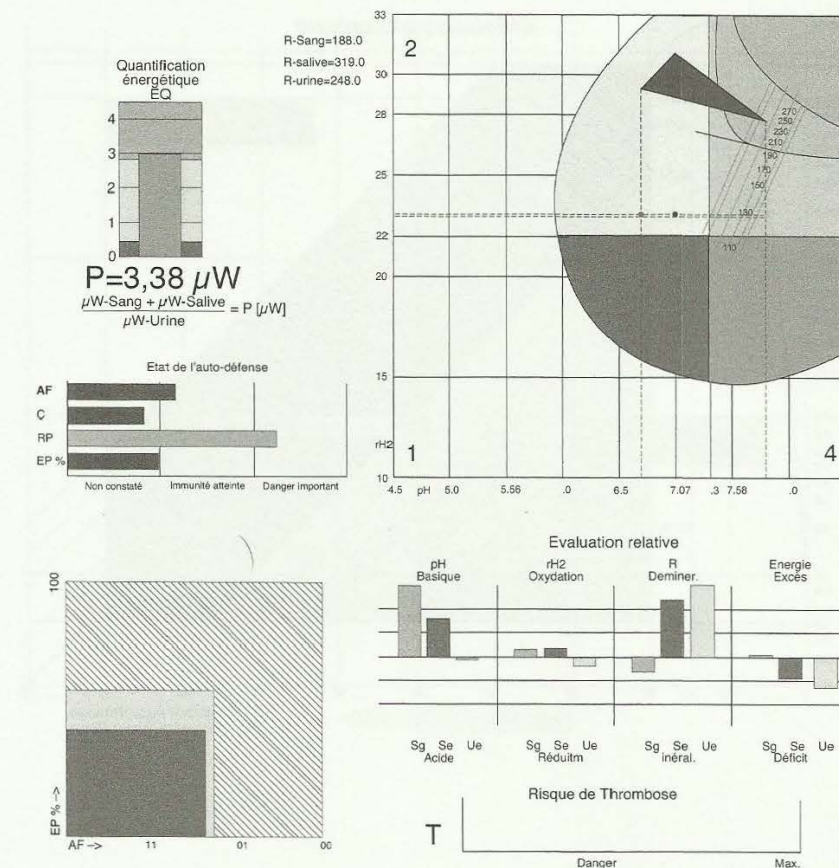 R-Sang=188.0
R-salive=319.0
R-urine=248.0
Quantification
énergétique
EQ
4
3
2
1
0
P=3,38 µW
µW-Sang + µW-Salive
µW-Urine
= P [µW]
Etat de l'auto-défense
AF
Ç
RP
EP %
Non constaté Immunité atteinte Danger important
33
30
28
25
22
20
15
rH2
10
2
1
4
270
250
230
210
190
170
150
130
110
4.5 pH 5.0 5.56 .0 6.5 7.07 .3 7.58 .0
100
EP % -->
AF --> 11 01 00
Evaluation relative
pH rH2 R Energie
Basique Oxydation Deminer. Excès
Sg Se Ue Sg Se Ue Sg Se Ue Sg Se Ue
Acide Réduitm inéral. Déficit
Risque de Thrombose
T
Danger Max.